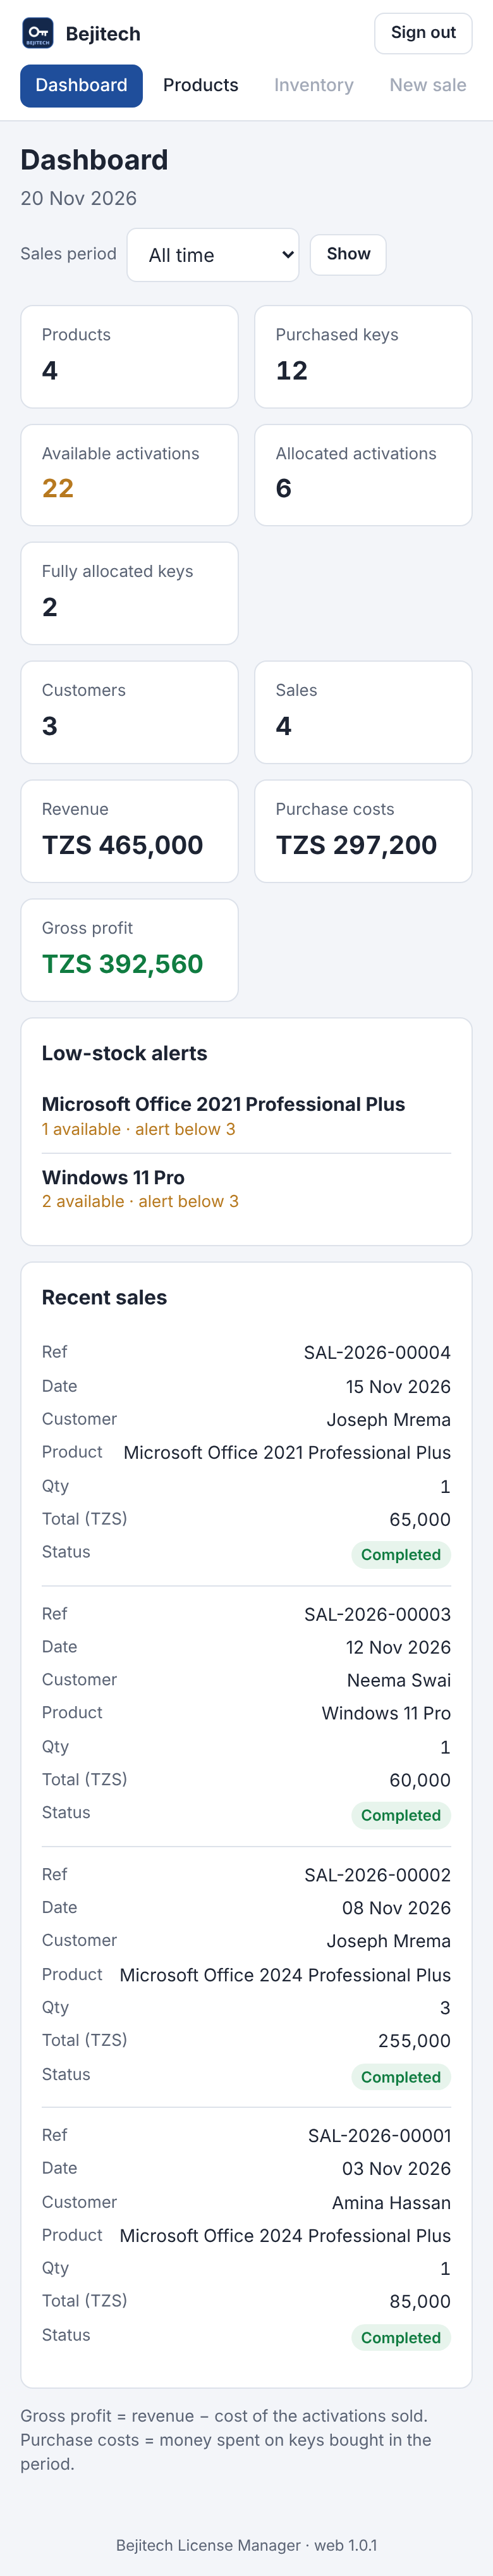 BEJITECH
Bejitech
Sign out
Dashboard
Products
Inventory
New sale
Dashboard
20 Nov 2026
Sales period
All time
Show
Products
4
Purchased keys
12
Available activations
22
Allocated activations
6
Fully allocated keys
2
Customers
3
Sales
4
Revenue
TZS 465,000
Purchase costs
TZS 297,200
Gross profit
TZS 392,560
Low-stock alerts
Microsoft Office 2021 Professional Plus
1 available · alert below 3
Windows 11 Pro
2 available · alert below 3
Recent sales
Ref SAL-2026-00004
Date 15 Nov 2026
Customer Joseph Mrema
Product Microsoft Office 2021 Professional Plus
Qty 1
Total (TZS) 65,000
Status Completed
Ref SAL-2026-00003
Date 12 Nov 2026
Customer Neema Swai
Product Windows 11 Pro
Qty 1
Total (TZS) 60,000
Status Completed
Ref SAL-2026-00002
Date 08 Nov 2026
Customer Joseph Mrema
Product Microsoft Office 2024 Professional Plus
Qty 3
Total (TZS) 255,000
Status Completed
Ref SAL-2026-00001
Date 03 Nov 2026
Customer Amina Hassan
Product Microsoft Office 2024 Professional Plus
Qty 1
Total (TZS) 85,000
Status Completed
Gross profit = revenue − cost of the activations sold.
Purchase costs = money spent on keys bought in the
period.
Bejitech License Manager · web 1.0.1